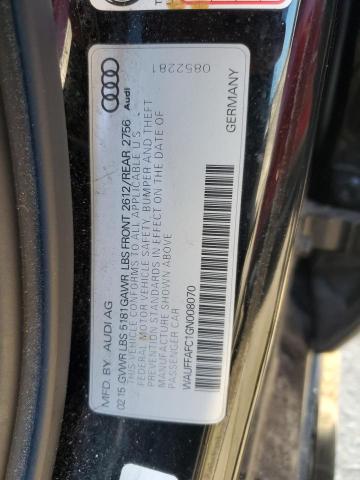 MFD. BY AUDI AG
02.15 GVWR LBS 5181 GAWR LBS FRONT 2612/REAR 2756
THIS VEHICLE CONFORMS TO ALL APPLICABLE U.S.
FEDERAL MOTOR VEHICLE SAFETY, BUMPER AND THEFT
PREVENTION STANDARDS IN EFFECT ON THE DATE OF
MANUFACTURE SHOWN ABOVE.
PASSENGER CAR
WAUFFAFC1GN008070
GERMANY
Audi
0852281